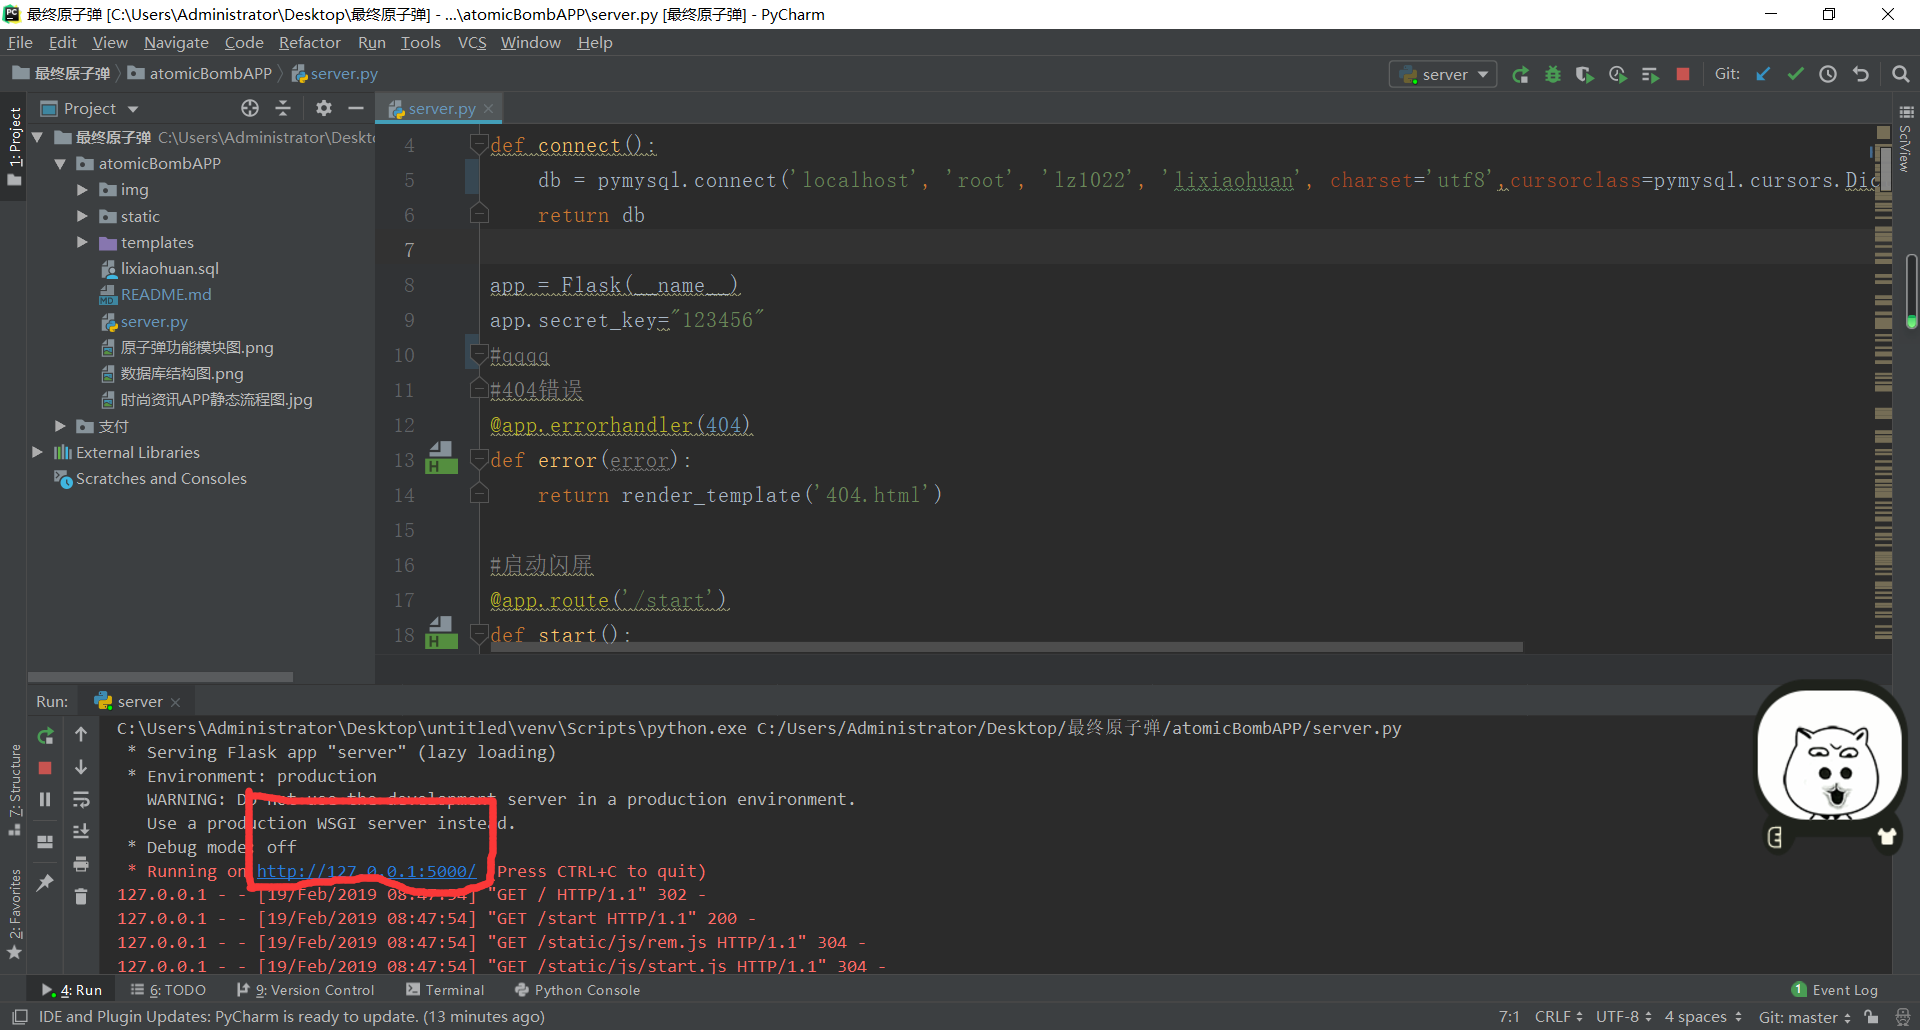 最终原子弹 [C:\Users\Administrator\Desktop\最终原子弹] - ...\atomicBombAPP\server.py [最终原子弹] - PyCharm
File Edit View Navigate Code Refactor Run Tools VCS Window Help
最终原子弹 atomicBombAPP server.py
server Git:
Project
server.py
1: Project
SciView
最终原子弹 C:\Users\Administrator\Deskt
atomicBombAPP
img
static
templates
lixiaohuan.sql
README.md
server.py
原子弹功能模块图.png
数据库结构图.png
时尚资讯APP静态流程图.jpg
支付
External Libraries
Scratches and Consoles
4 def connect():
5 db = pymysql.connect('localhost', 'root', 'lz1022', 'lixiaohuan', charset='utf8',cursorclass=pymysql.cursors.Dic
6 return db
7
8 app = Flask(__name__)
9 app.secret_key="123456"
10 #qqqq
11 #404错误
12 @app.errorhandler(404)
13 def error(error):
14 return render_template('404.html')
15
16 #启动闪屏
17 @app.route('/start')
18 def start():
Run: server
7: Structure
2: Favorites
C:\Users\Administrator\Desktop\untitled\venv\Scripts\python.exe C:/Users/Administrator/Desktop/最终原子弹/atomicBombAPP/server.py
* Serving Flask app "server" (lazy loading)
* Environment: production
WARNING: Do not use the development server in a production environment.
Use a production WSGI server instead.
* Debug mode: off
* Running on http://127.0.0.1:5000/ (Press CTRL+C to quit)
127.0.0.1 - - [19/Feb/2019 08:47:54] "GET / HTTP/1.1" 302 -
127.0.0.1 - - [19/Feb/2019 08:47:54] "GET /start HTTP/1.1" 200 -
127.0.0.1 - - [19/Feb/2019 08:47:54] "GET /static/js/rem.js HTTP/1.1" 304 -
127.0.0.1 - - [19/Feb/2019 08:47:54] "GET /static/js/start.js HTTP/1.1" 304 -
4: Run 6: TODO 9: Version Control Terminal Python Console 1 Event Log
IDE and Plugin Updates: PyCharm is ready to update. (13 minutes ago) 7:1 CRLF UTF-8 4 spaces Git: master